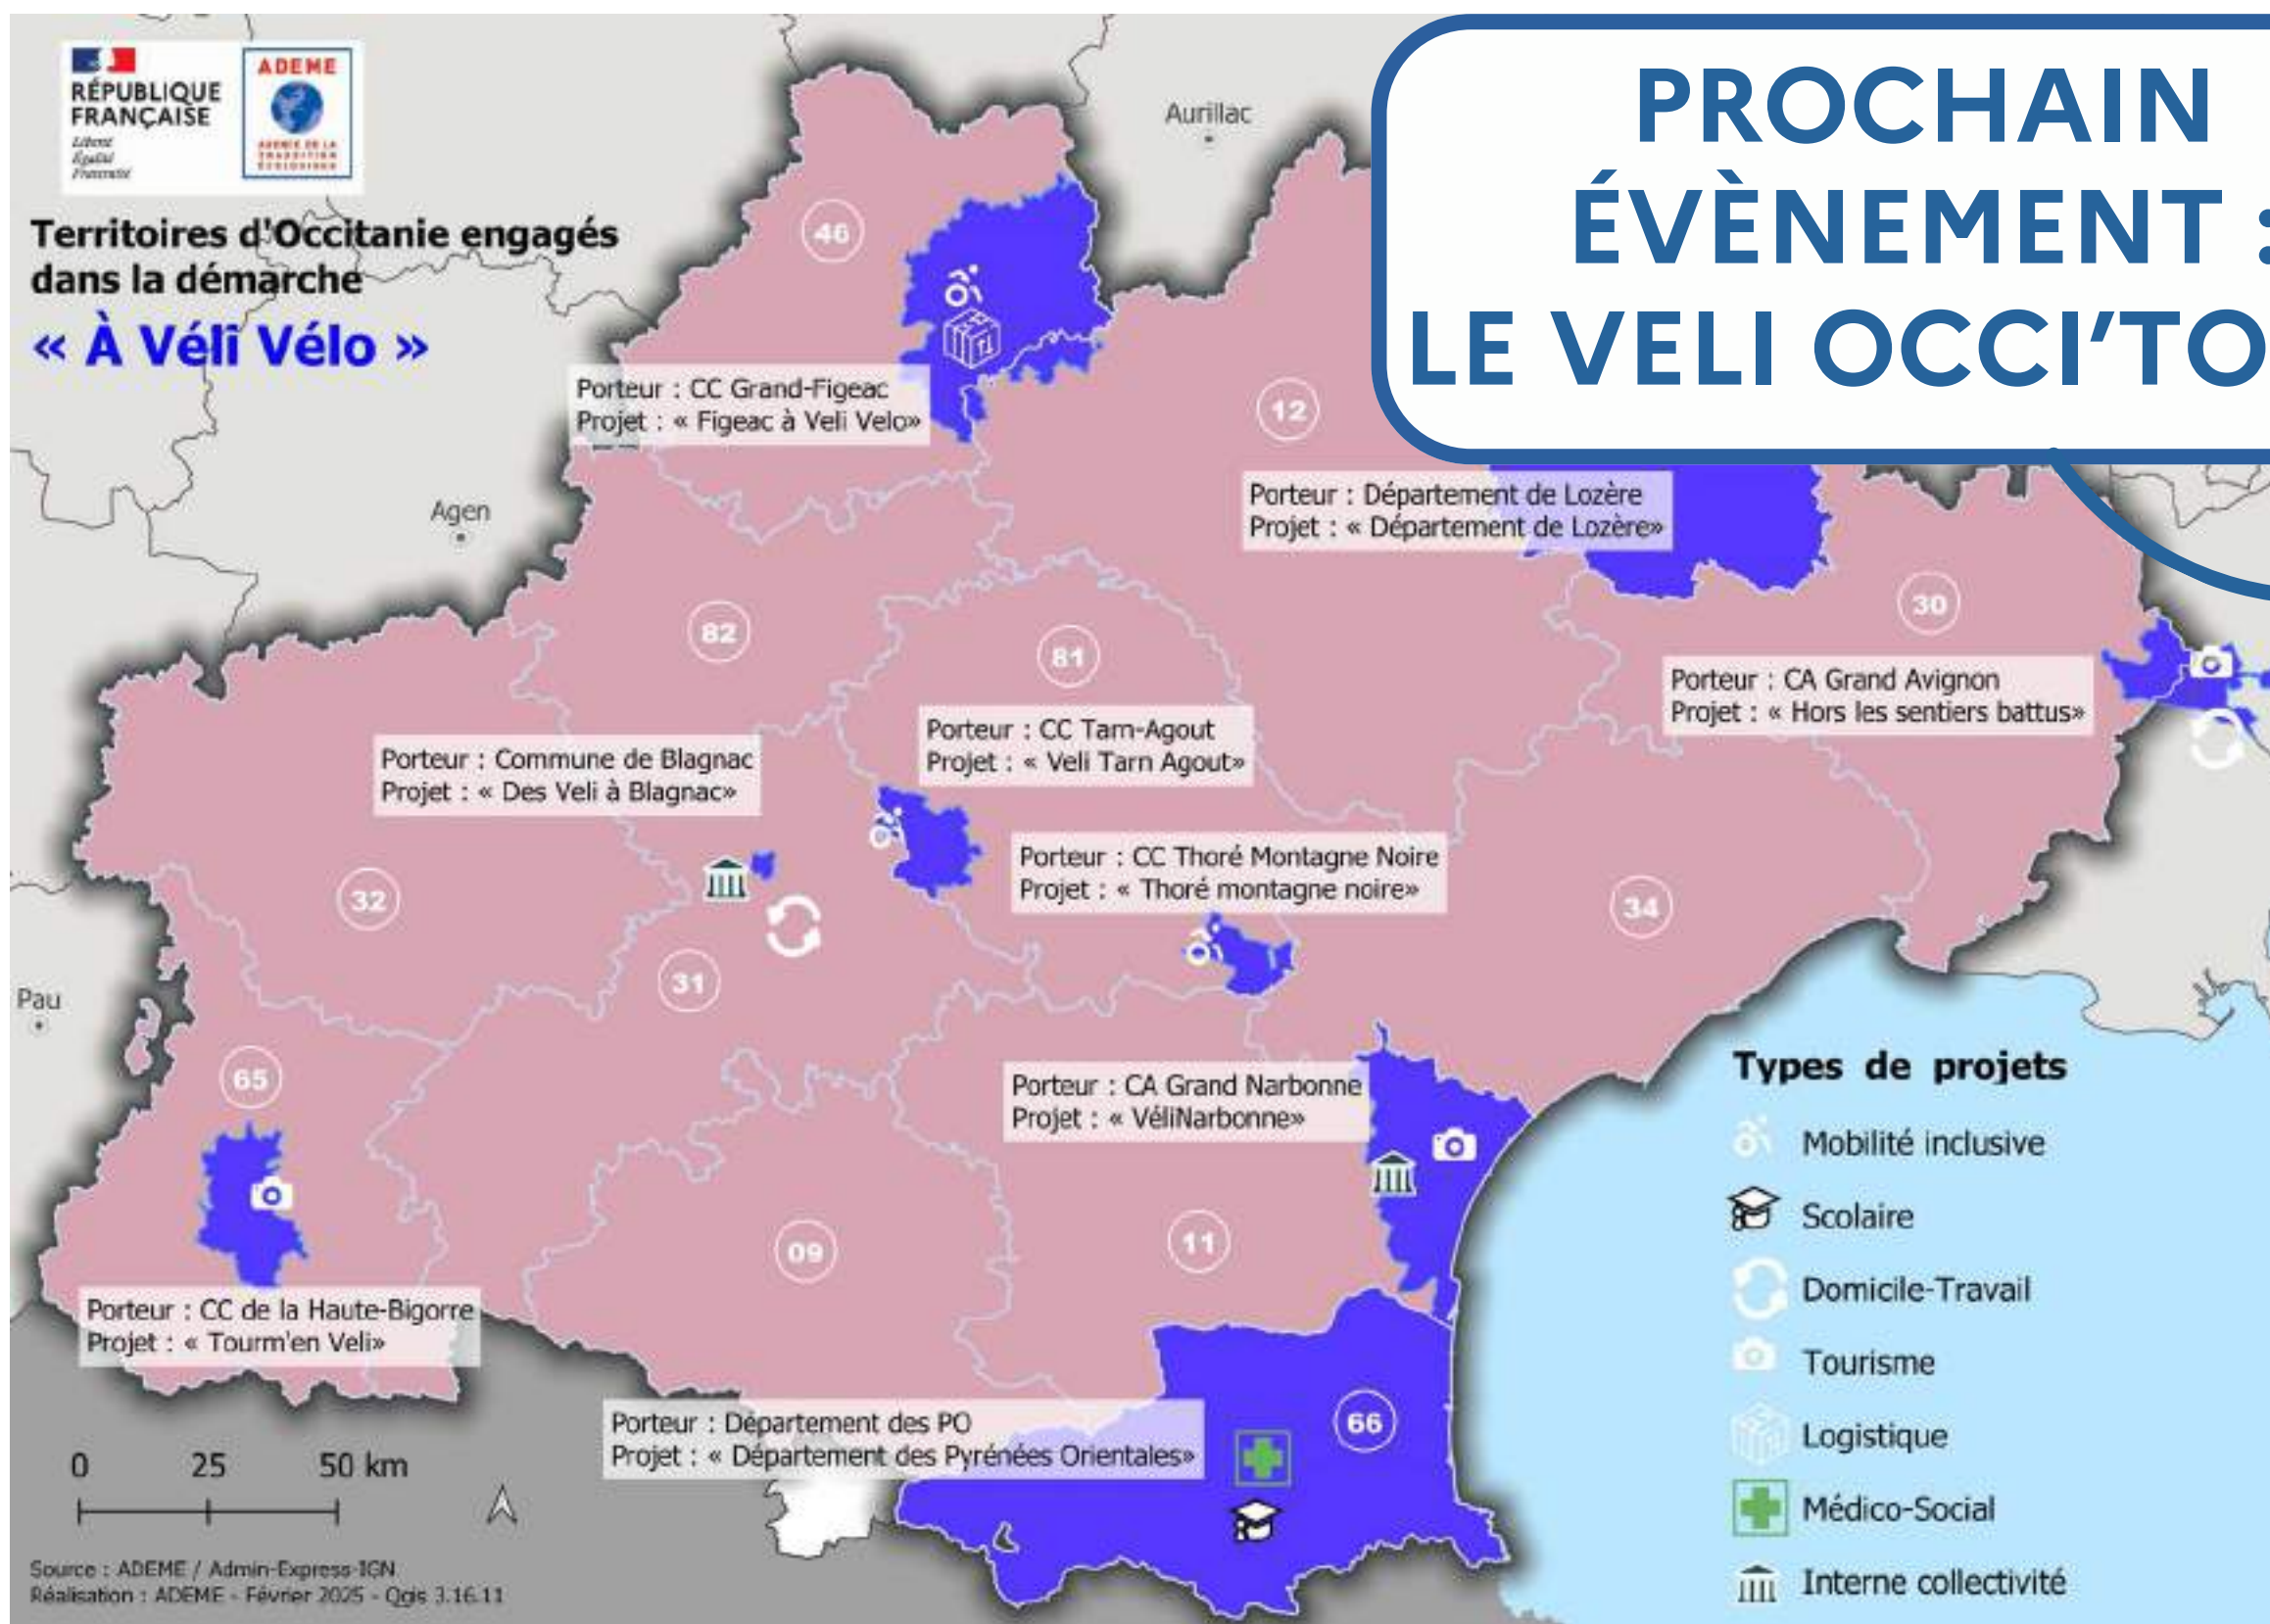 RÉPUBLIQUE
FRANÇAISE
Liberté
Égalité
Fraternité
ADEME
AGENCE DE LA
TRANSITION
ÉCOLOGIQUE
Territoires d'Occitanie engagés
dans la démarche
« À Véli Vélo »
PROCHAIN
ÉVÈNEMENT :
LE VELI OCCI'TO
Aurillac
46
Porteur : CC Grand-Figeac
Projet : « Figeac à Veli Velo»
12
Agen
Porteur : Département de Lozère
Projet : « Département de Lozère»
82
81
30
Porteur : CA Grand Avignon
Projet : « Hors les sentiers battus»
Porteur : Commune de Blagnac
Projet : « Des Veli à Blagnac»
Porteur : CC Tarn-Agout
Projet : « Veli Tarn Agout»
Porteur : CC Thoré Montagne Noire
Projet : « Thoré montagne noire»
32
34
31
Pau
65
Porteur : CA Grand Narbonne
Projet : « VéliNarbonne»
09
11
Porteur : CC de la Haute-Bigorre
Projet : « Tourm'en Veli»
Porteur : Département des PO
Projet : « Département des Pyrénées Orientales»
66
Types de projets
Mobilité inclusive
Scolaire
Domicile-Travail
Tourisme
Logistique
Médico-Social
Interne collectivité
0 25 50 km
Source : ADEME / Admin-Express-IGN
Réalisation : ADEME - Février 2025 - Qgis 3.16.11